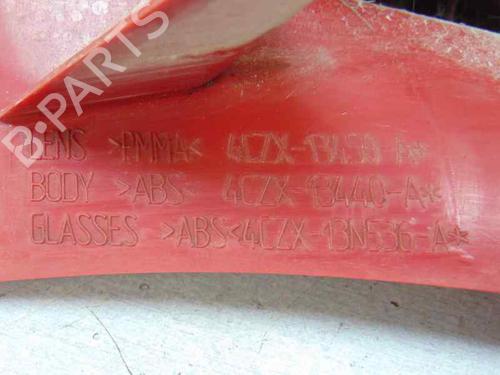 B-PARTS
LENS >PMMA< 4CZX-13450-A*
BODY >ABS< 4CZX-13440-A*
GLASSES >ABS<4CZX-13N536-A*